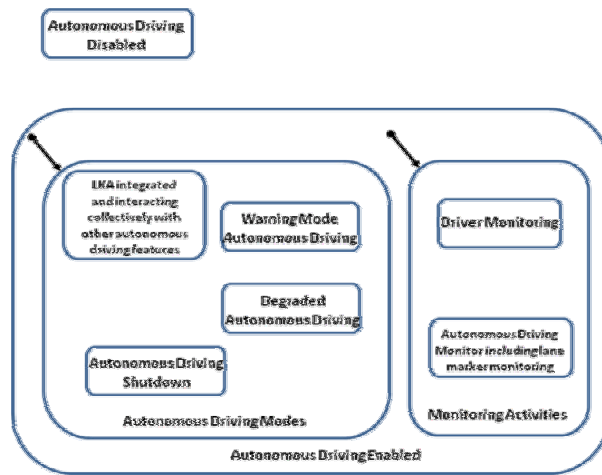 Autonomous Driving
Disabled
LKA integrated
and interacting
collectively with
other autonomous
driving features
Warning Mode
Autonomous Driving
Degraded
Autonomous Driving
Autonomous Driving
Shutdown
Autonomous Driving Modes
Driver Monitoring
Autonomous Driving
Monitor including lane
marker monitoring
Monitoring Activities
Autonomous Driving Enabled